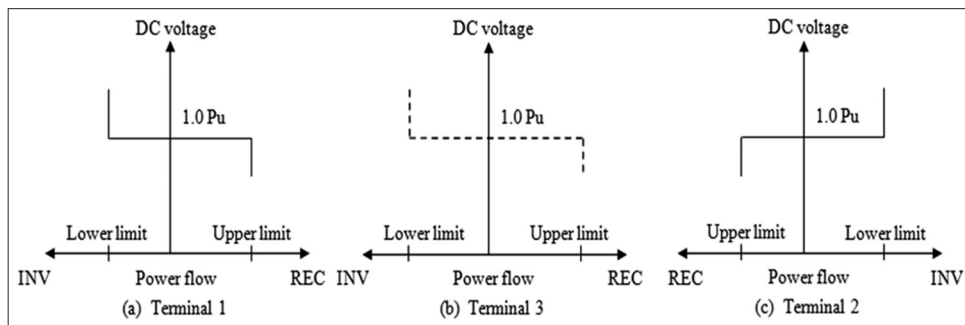 DC voltage
1.0 Pu
Lower limit
Upper limit
INV
Power flow
REC
(a) Terminal 1
DC voltage
1.0 Pu
Lower limit
Upper limit
INV
Power flow
REC
(b) Terminal 3
DC voltage
1.0 Pu
Upper limit
Lower limit
REC
Power flow
INV
(c) Terminal 2